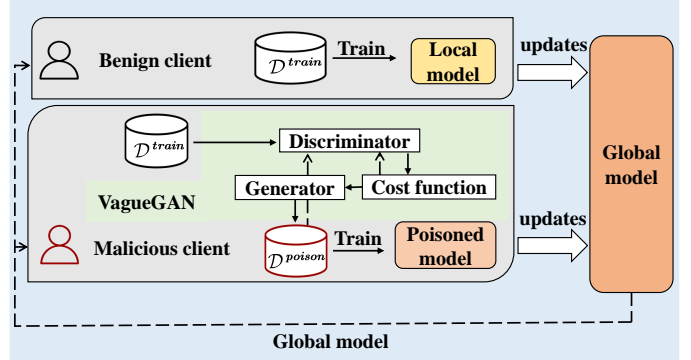 Benign client
D^train
Train
Local
model
updates
D^train
Discriminator
Generator
Cost function
VagueGAN
Malicious client
D^poison
Train
Poisoned
model
updates
Global
model
Global model